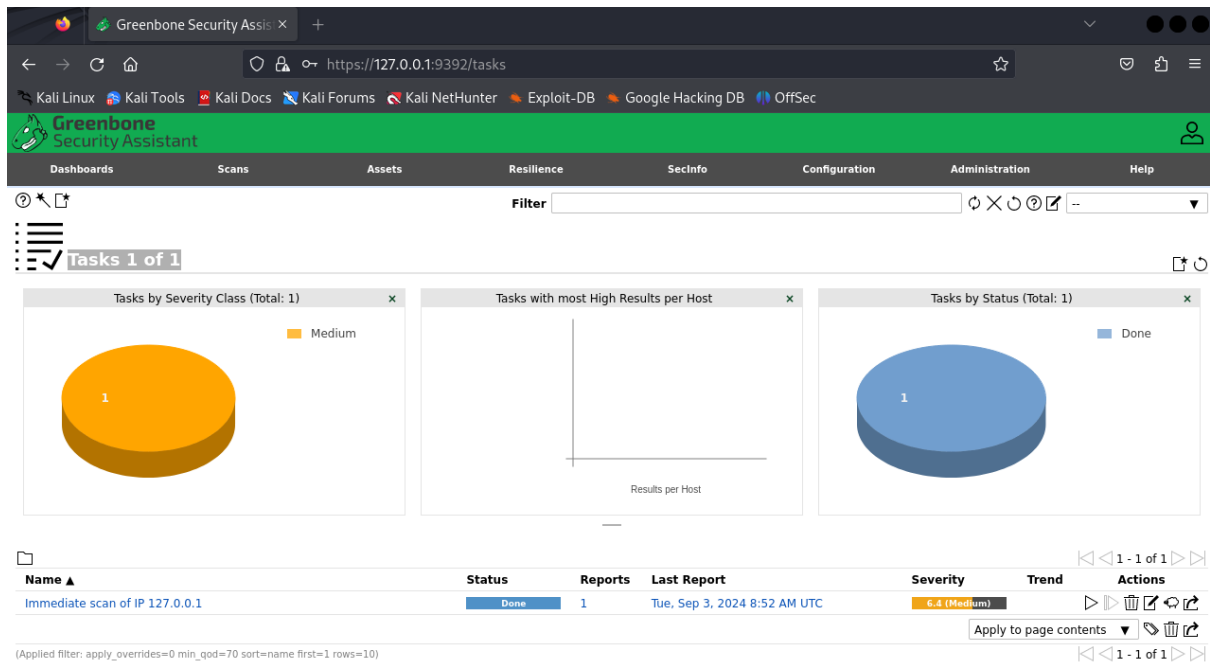 Greenbone Security Assis
https://127.0.0.1:9392/tasks
Kali Linux Kali Tools Kali Docs Kali Forums Kali NetHunter Exploit-DB Google Hacking DB OffSec
Greenbone
Security Assistant
Dashboards Scans Assets Resilience SecInfo Configuration Administration Help
Filter --
Tasks 1 of 1
Tasks by Severity Class (Total: 1) × Tasks with most High Results per Host × Tasks by Status (Total: 1) ×
Medium Done
1 1
Results per Host
1 - 1 of 1
Name ▲ Status Reports Last Report Severity Trend Actions
Immediate scan of IP 127.0.0.1 Done 1 Tue, Sep 3, 2024 8:52 AM UTC 6.4 (Medium)
Apply to page contents ▼
(Applied filter: apply_overrides=0 min_qod=70 sort=name first=1 rows=10) 1 - 1 of 1